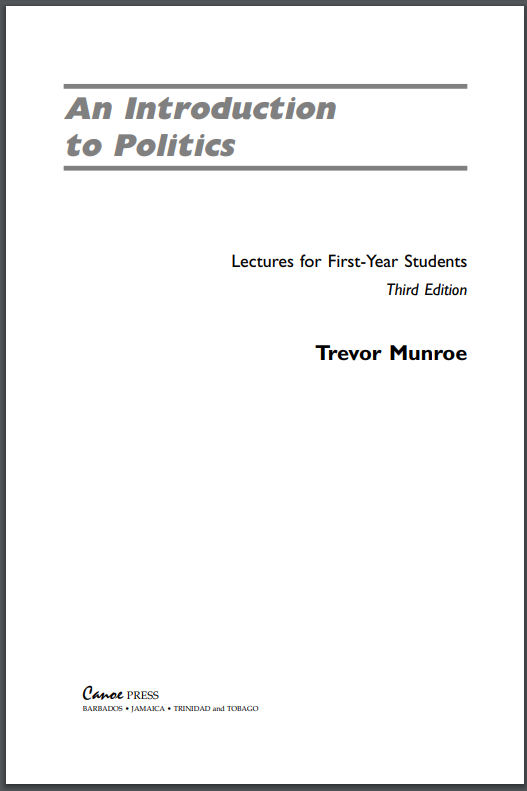 An Introduction
to Politics
Lectures for First-Year Students
Third Edition
Trevor Munroe
Canoe PRESS
BARBADOS • JAMAICA • TRINIDAD and TOBAGO